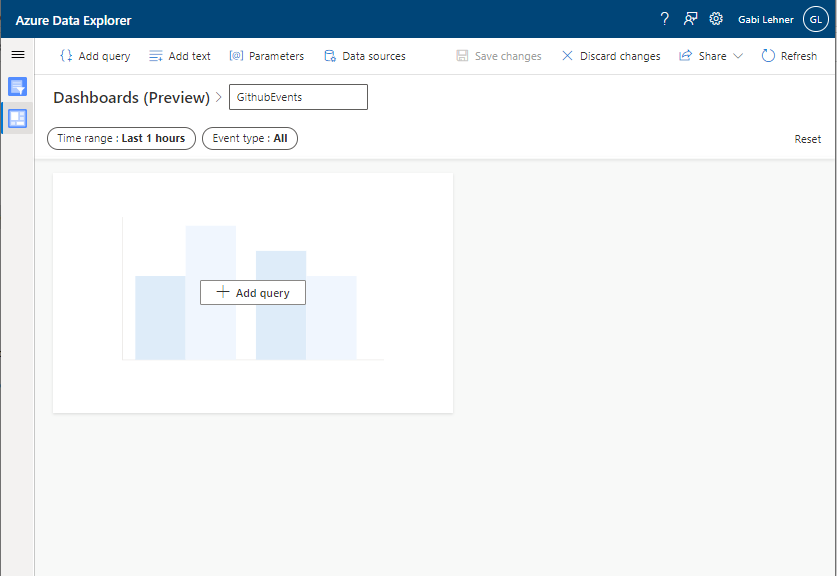 Azure Data Explorer ? Gabi Lehner GL
Add query Add text Parameters Data sources Save changes Discard changes Share Refresh
Dashboards (Preview) > GithubEvents
Time range : Last 1 hours Event type : All Reset
+ Add query